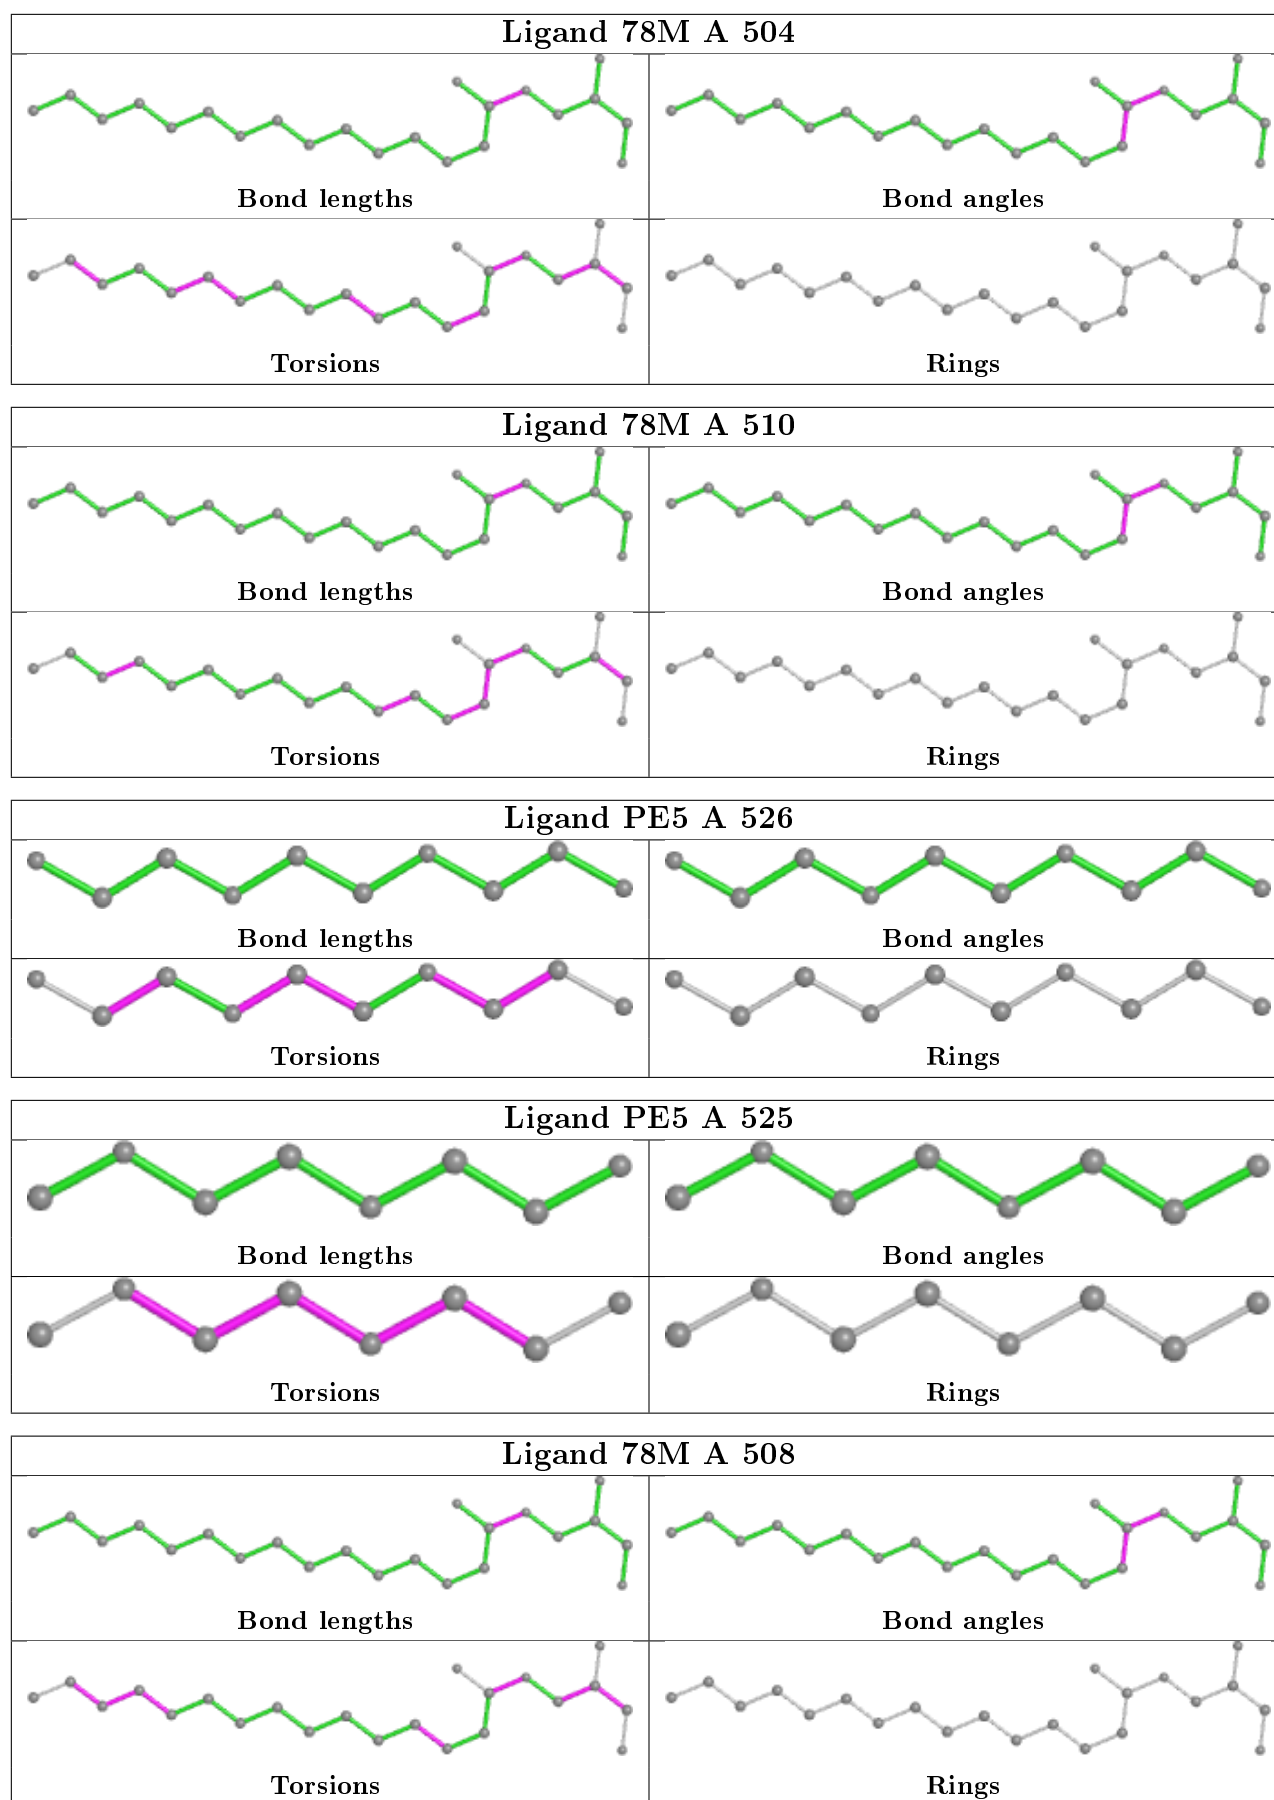 Ligand 78M A 504
Bond lengths Bond angles
Torsions Rings
Ligand 78M A 510
Bond lengths Bond angles
Torsions Rings
Ligand PE5 A 526
Bond lengths Bond angles
Torsions Rings
Ligand PE5 A 525
Bond lengths Bond angles
Torsions Rings
Ligand 78M A 508
Bond lengths Bond angles
Torsions Rings